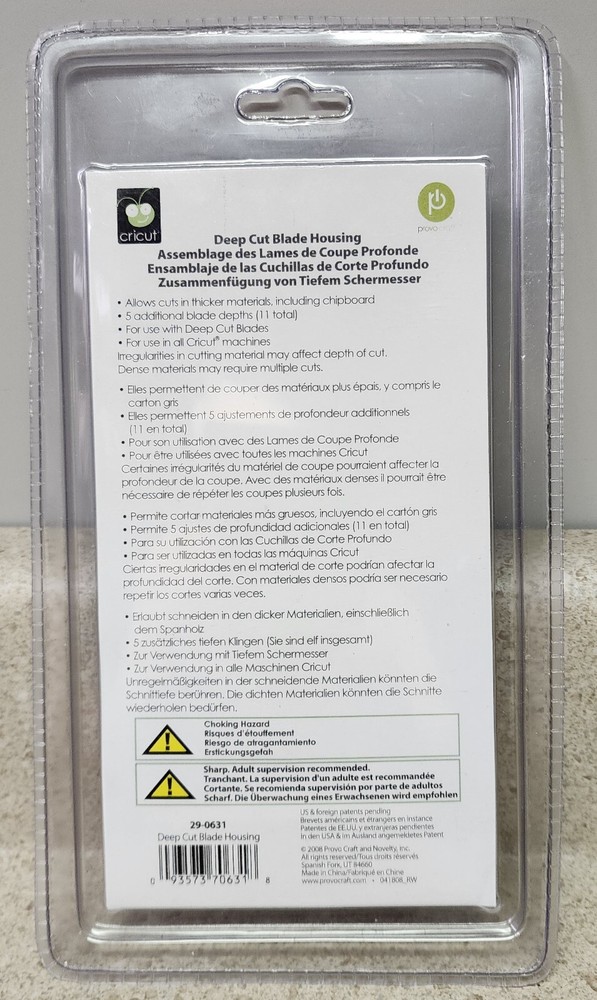 cricut
provo craft
Deep Cut Blade Housing
Assemblage des Lames de Coupe Profonde
Ensamblaje de las Cuchillas de Corte Profundo
Zusammenfügung von Tiefem Schermesser
• Allows cuts in thicker materials, including chipboard
• 5 additional blade depths (11 total)
• For use with Deep Cut Blades
• For use in all Cricut® machines
Irregularities in cutting material may affect depth of cut.
Dense materials may require multiple cuts.
• Elles permettent de couper des matériaux plus épais, y compris le
carton gris
• Elles permettent 5 ajustements de profondeur additionnels
(11 en total)
• Pour son utilisation avec des Lames de Coupe Profonde
• Pour être utilisées avec toutes les machines Cricut
Certaines irrégularités du matériel de coupe pourraient affecter la
profondeur de la coupe. Avec des matériaux denses il pourrait être
nécessaire de répéter les coupes plusieurs fois.
• Permite cortar materiales más gruesos, incluyendo el cartón gris
• Permite 5 ajustes de profundidad adicionales (11 en total)
• Para su utilización con las Cuchillas de Corte Profundo
• Para ser utilizadas en todas las máquinas Cricut
Ciertas irregularidades en el material de corte podrían afectar la
profundidad del corte. Con materiales densos podría ser necesario
repetir los cortes varias veces.
• Erlaubt schneiden in den dicker Materialien, einschließlich
dem Spanholz
• 5 zusätzliches tiefen Klingen (Sie sind elf insgesamt)
• Zur Verwendung mit Tiefem Schermesser
• Zur Verwendung in alle Maschinen Cricut
Unregelmäßigkeiten in der schneidende Materialien könnten die
Schnittiefe berühren. Die dichten Materialien könnten die Schnitte
wiederholen bedürfen.
Choking Hazard
Risques d'étouffement
Riesgo de atragantamiento
Erstickungsgefah
Sharp. Adult supervision recommended.
Tranchant. La supervision d'un adulte est recommandée
Cortante. Se recomienda supervisión por parte de adultos
Scharf. Die Überwachung eines Erwachsenen wird empfohlen
29-0631
Deep Cut Blade Housing
0 93573 70631 8
US & foreign patents pending
Brevets américains et étrangers en instance
Patentes de EE.UU. y extranjeras pendientes
In den USA & im Ausland angemeldetes Patent
© 2008 Provo Craft and Novelty, Inc.
All rights reserved/Tous droits réservés
Spanish Fork, UT 84660
Made in China/Fabriqué en Chine
www.provocraft.com • 041808_RW